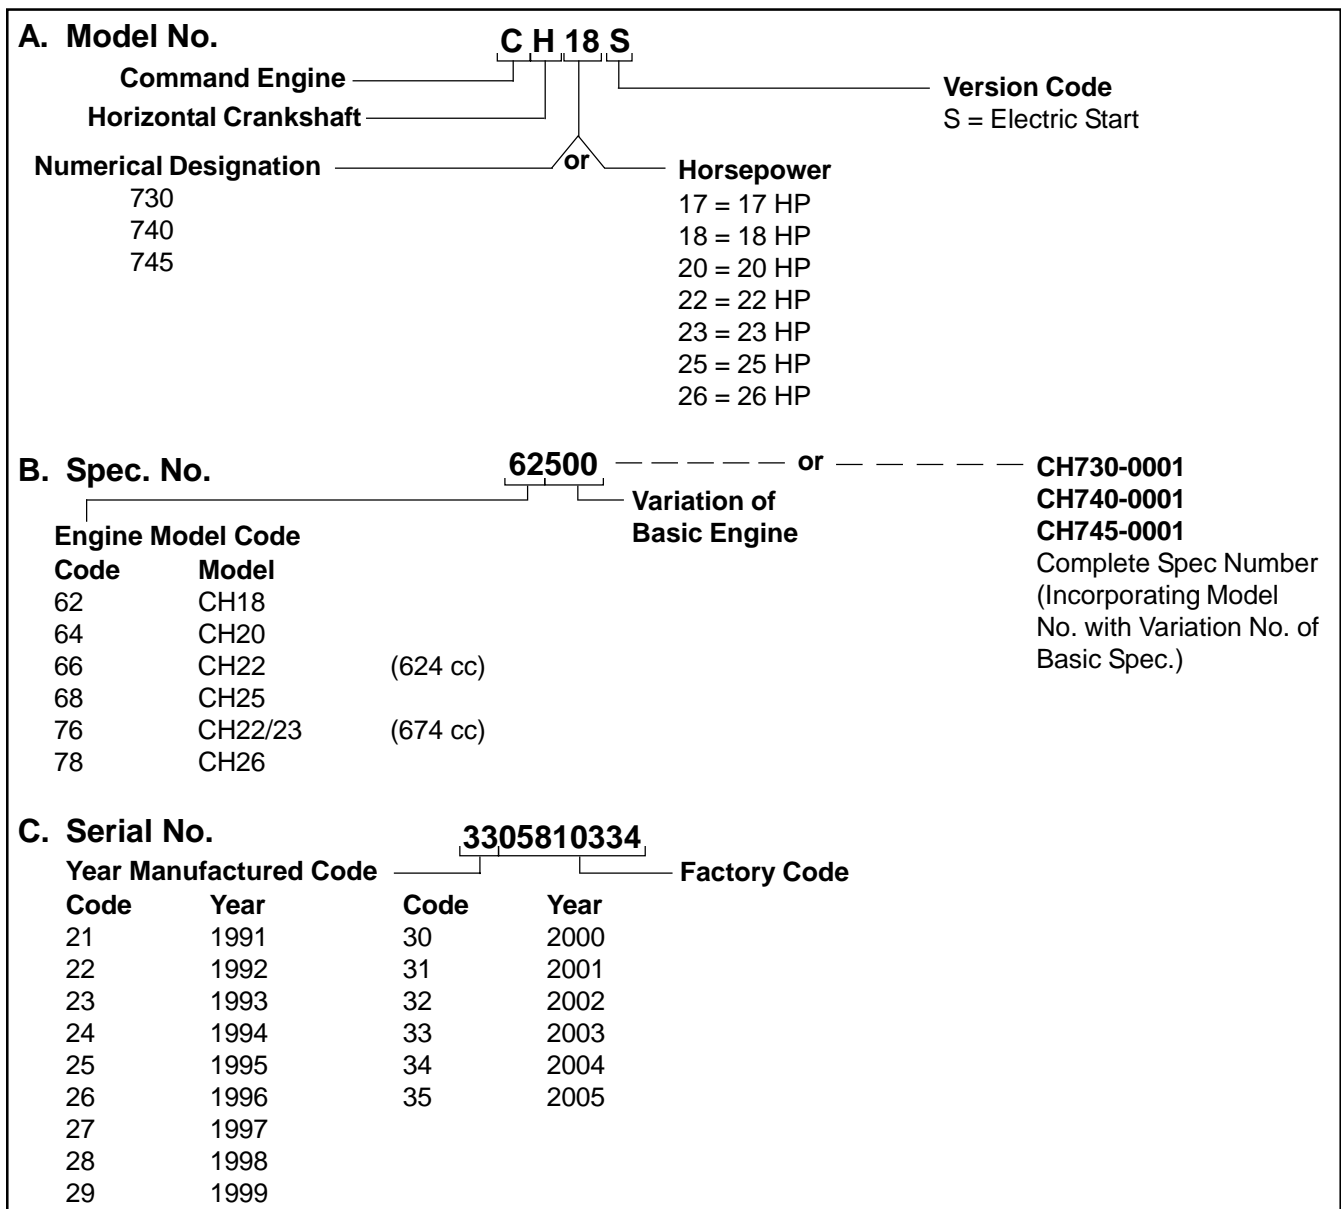 A. Model No.
C H 18 S
Command Engine
Horizontal Crankshaft
Version Code
S = Electric Start
Numerical Designation
730
740
745
or
Horsepower
17 = 17 HP
18 = 18 HP
20 = 20 HP
22 = 22 HP
23 = 23 HP
25 = 25 HP
26 = 26 HP
B. Spec. No.
62500
or
CH730-0001
CH740-0001
CH745-0001
Complete Spec Number
(Incorporating Model
No. with Variation No. of
Basic Spec.)
Variation of
Basic Engine
Engine Model Code
Code Model
62 CH18
64 CH20
66 CH22 (624 cc)
68 CH25
76 CH22/23 (674 cc)
78 CH26
C. Serial No.
3305810334
Year Manufactured Code
Factory Code
Code Year Code Year
21 1991 30 2000
22 1992 31 2001
23 1993 32 2002
24 1994 33 2003
25 1995 34 2004
26 1996 35 2005
27 1997
28 1998
29 1999